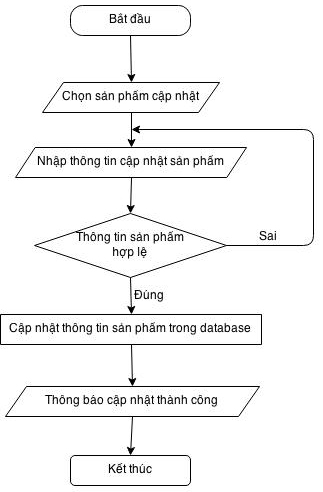 Bắt đầu
Chọn sản phẩm cập nhật
Nhập thông tin cập nhật sản phẩm
Thông tin sản phẩm
hợp lệ
Sai
Đúng
Cập nhật thông tin sản phẩm trong database
Thông báo cập nhật thành công
Kết thúc